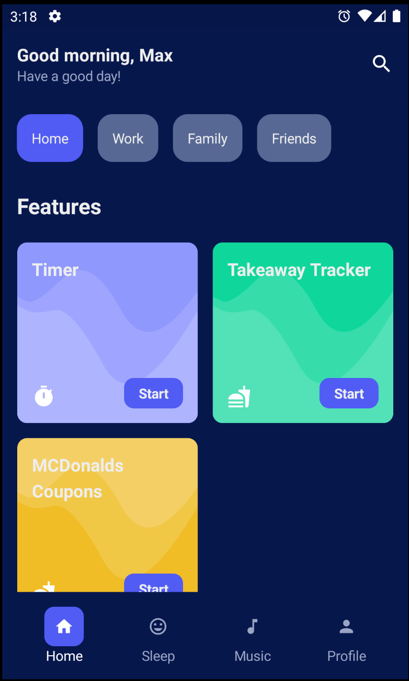 3:18
Good morning, Max
Have a good day!
Home
Work
Family
Friends
Features
Timer
Start
Takeaway Tracker
Start
MCDonalds
Coupons
Start
Home
Sleep
Music
Profile